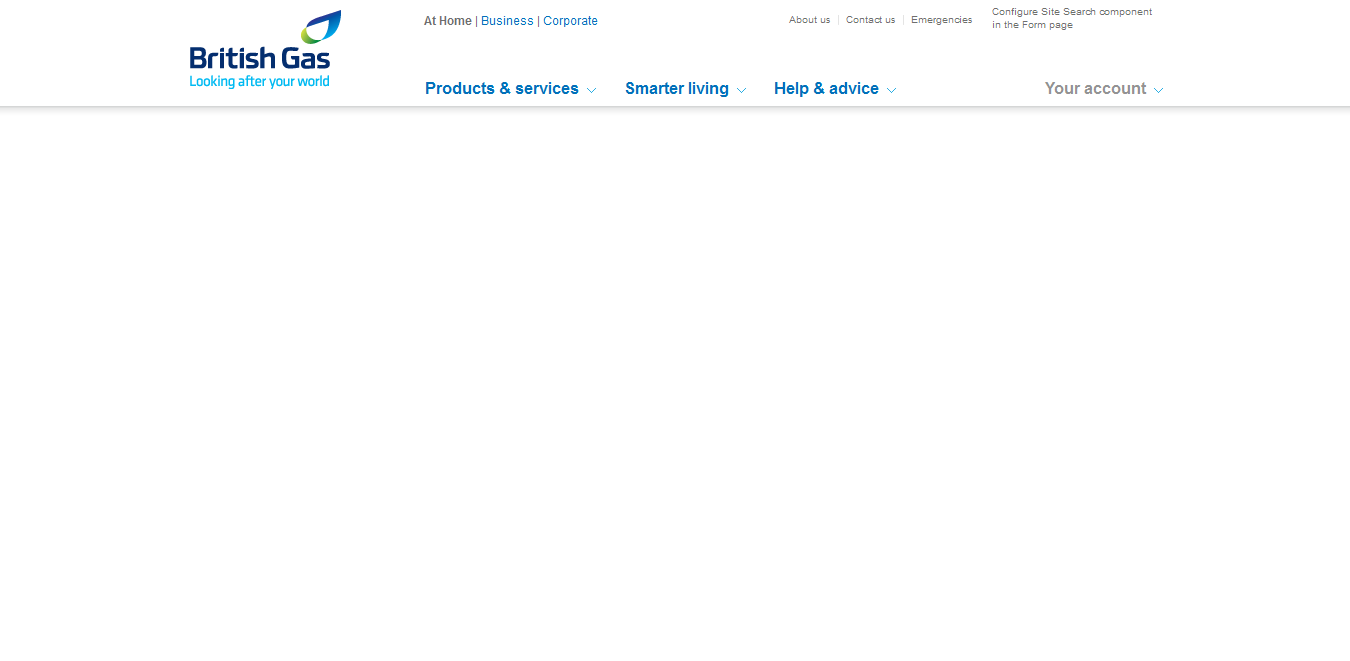 At Home | Business | Corporate
About us
Contact us
Emergencies
Configure Site Search component
in the Form page
British Gas
Looking after your world
Products & services
Smarter living
Help & advice
Your account